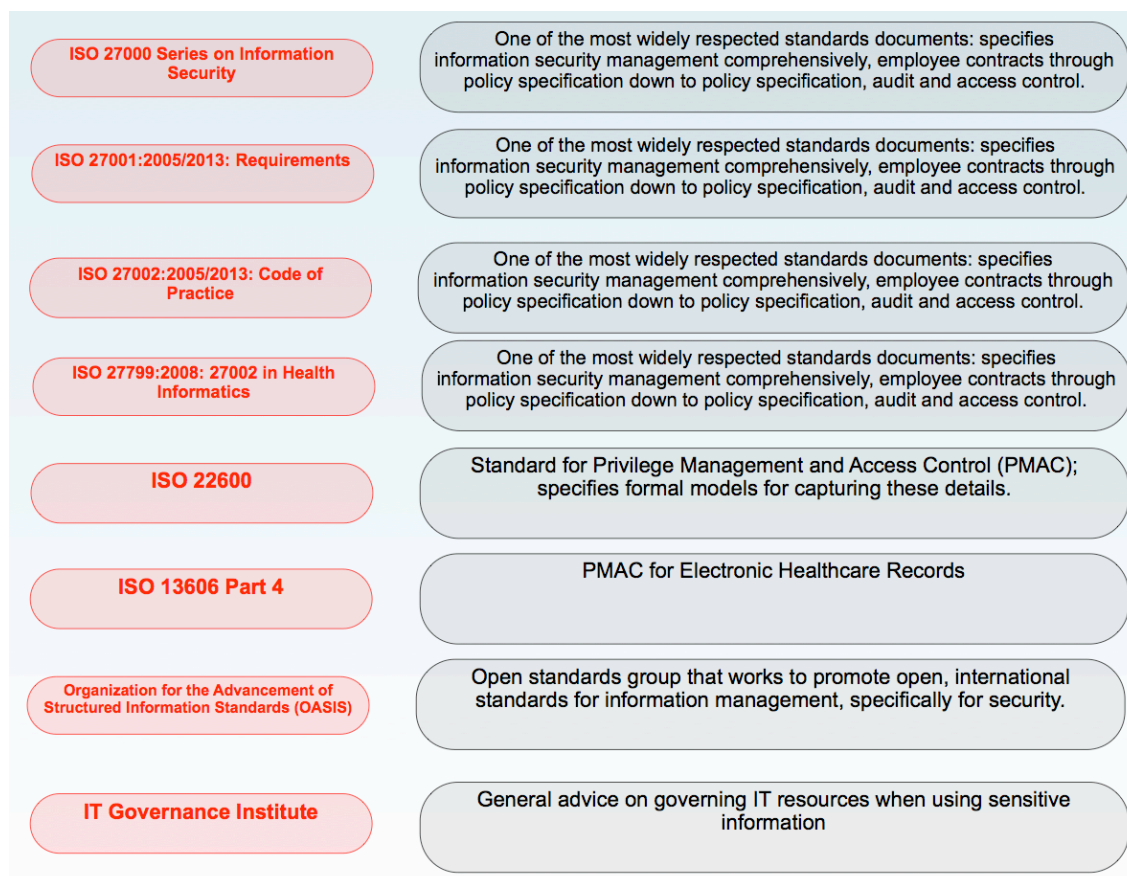 ISO 27000 Series on Information
Security
One of the most widely respected standards documents: specifies
information security management comprehensively, employee contracts through
policy specification down to policy specification, audit and access control.
ISO 27001:2005/2013: Requirements
One of the most widely respected standards documents: specifies
information security management comprehensively, employee contracts through
policy specification down to policy specification, audit and access control.
ISO 27002:2005/2013: Code of
Practice
One of the most widely respected standards documents: specifies
information security management comprehensively, employee contracts through
policy specification down to policy specification, audit and access control.
ISO 27799:2008: 27002 in Health
Informatics
One of the most widely respected standards documents: specifies
information security management comprehensively, employee contracts through
policy specification down to policy specification, audit and access control.
ISO 22600
Standard for Privilege Management and Access Control (PMAC);
specifies formal models for capturing these details.
ISO 13606 Part 4
PMAC for Electronic Healthcare Records
Organization for the Advancement of
Structured Information Standards (OASIS)
Open standards group that works to promote open, international
standards for information management, specifically for security.
IT Governance Institute
General advice on governing IT resources when using sensitive
information